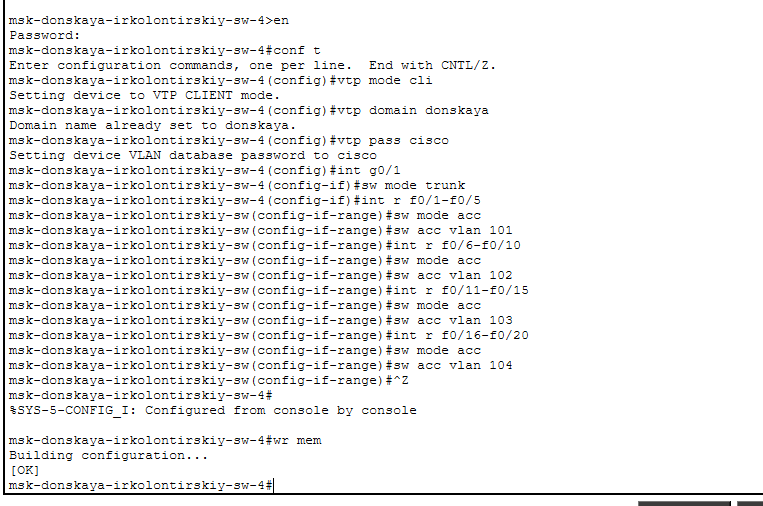 msk-donskaya-irkolontirskiy-sw-4>en
Password:
msk-donskaya-irkolontirskiy-sw-4#conf t
Enter configuration commands, one per line.  End with CNTL/Z.
msk-donskaya-irkolontirskiy-sw-4(config)#vtp mode cli
Setting device to VTP CLIENT mode.
msk-donskaya-irkolontirskiy-sw-4(config)#vtp domain donskaya
Domain name already set to donskaya.
msk-donskaya-irkolontirskiy-sw-4(config)#vtp pass cisco
Setting device VLAN database password to cisco
msk-donskaya-irkolontirskiy-sw-4(config)#int g0/1
msk-donskaya-irkolontirskiy-sw-4(config-if)#sw mode trunk
msk-donskaya-irkolontirskiy-sw-4(config-if)#int r f0/1-f0/5
msk-donskaya-irkolontirskiy-sw(config-if-range)#sw mode acc
msk-donskaya-irkolontirskiy-sw(config-if-range)#sw acc vlan 101
msk-donskaya-irkolontirskiy-sw(config-if-range)#int r f0/6-f0/10
msk-donskaya-irkolontirskiy-sw(config-if-range)#sw mode acc
msk-donskaya-irkolontirskiy-sw(config-if-range)#sw acc vlan 102
msk-donskaya-irkolontirskiy-sw(config-if-range)#int r f0/11-f0/15
msk-donskaya-irkolontirskiy-sw(config-if-range)#sw mode acc
msk-donskaya-irkolontirskiy-sw(config-if-range)#sw acc vlan 103
msk-donskaya-irkolontirskiy-sw(config-if-range)#int r f0/16-f0/20
msk-donskaya-irkolontirskiy-sw(config-if-range)#sw mode acc
msk-donskaya-irkolontirskiy-sw(config-if-range)#sw acc vlan 104
msk-donskaya-irkolontirskiy-sw(config-if-range)#^Z
msk-donskaya-irkolontirskiy-sw-4#
%SYS-5-CONFIG_I: Configured from console by console
msk-donskaya-irkolontirskiy-sw-4#wr mem
Building configuration...
[OK]
msk-donskaya-irkolontirskiy-sw-4#